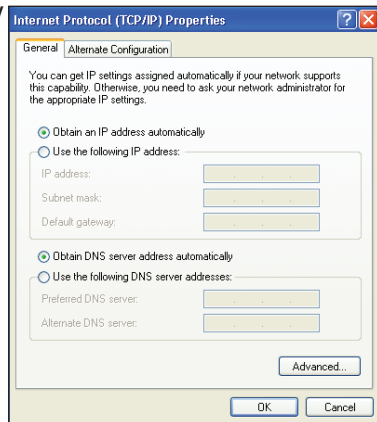 Internet Protocol (TCP/IP) Properties
General Alternate Configuration
You can get IP settings assigned automatically if your network supports
this capability. Otherwise, you need to ask your network administrator for
the appropriate IP settings.
Obtain an IP address automatically
Use the following IP address:
IP address:
Subnet mask:
Default gateway:
Obtain DNS server address automatically
Use the following DNS server addresses:
Preferred DNS server:
Alternate DNS server:
Advanced...
OK Cancel